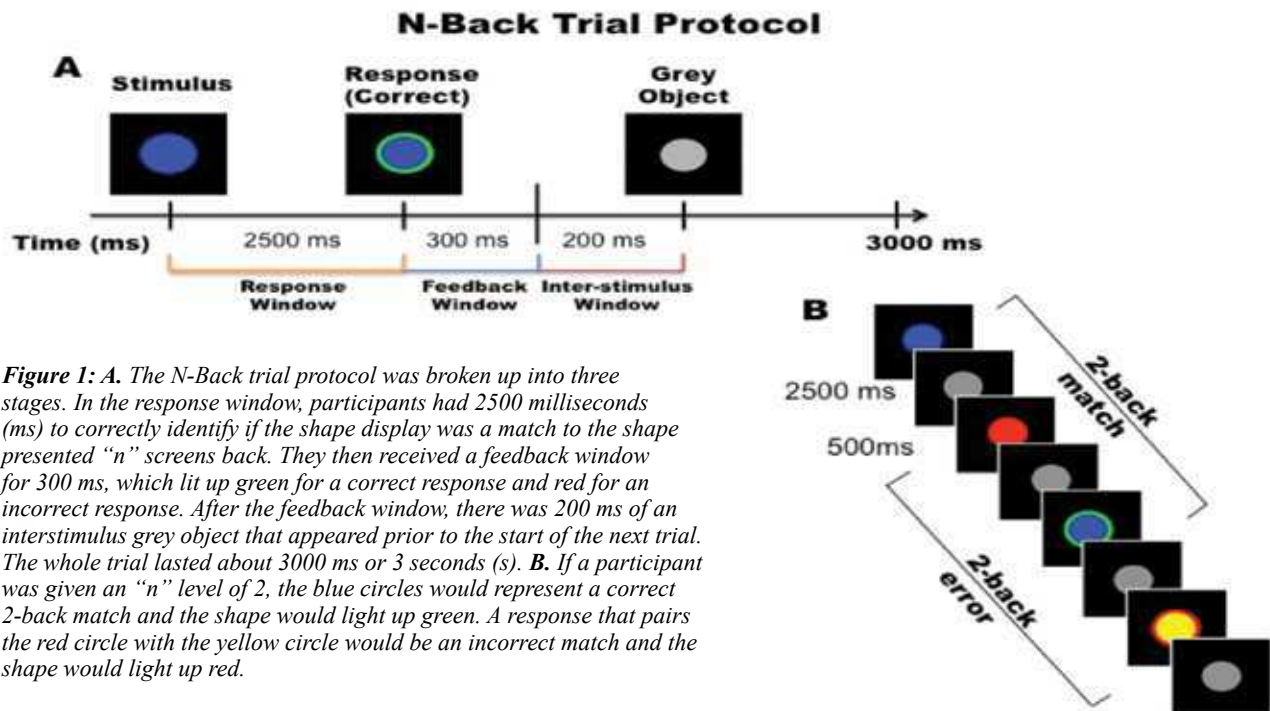 N-Back Trial Protocol
A
Stimulus
Response
(Correct)
Grey
Object
Time (ms)
2500 ms
300 ms
200 ms
3000 ms
Response
Window
Feedback
Window
Inter-stimulus
Window
Figure 1: A. The N-Back trial protocol was broken up into three
stages. In the response window, participants had 2500 milliseconds
(ms) to correctly identify if the shape display was a match to the shape
presented “n” screens back. They then received a feedback window
for 300 ms, which lit up green for a correct response and red for an
incorrect response. After the feedback window, there was 200 ms of an
interstimulus grey object that appeared prior to the start of the next trial.
The whole trial lasted about 3000 ms or 3 seconds (s). B. If a participant
was given an “n” level of 2, the blue circles would represent a correct
2-back match and the shape would light up green. A response that pairs
the red circle with the yellow circle would be an incorrect match and the
shape would light up red.
B
2500 ms
500ms
2-back
match
2-back
error